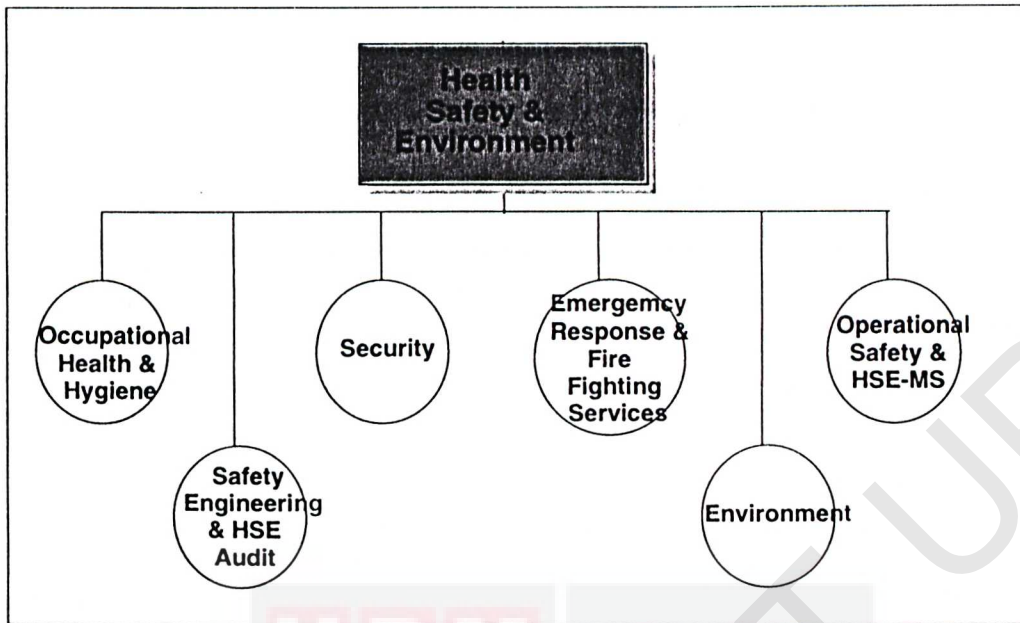 Health
Safety &
Environment
Occupational
Health &
Hygiene
Security
Emergemcy
Response &
Fire
Fighting
Services
Operational
Safety &
HSE-MS
Safety
Engineering
& HSE
Audit
Environment